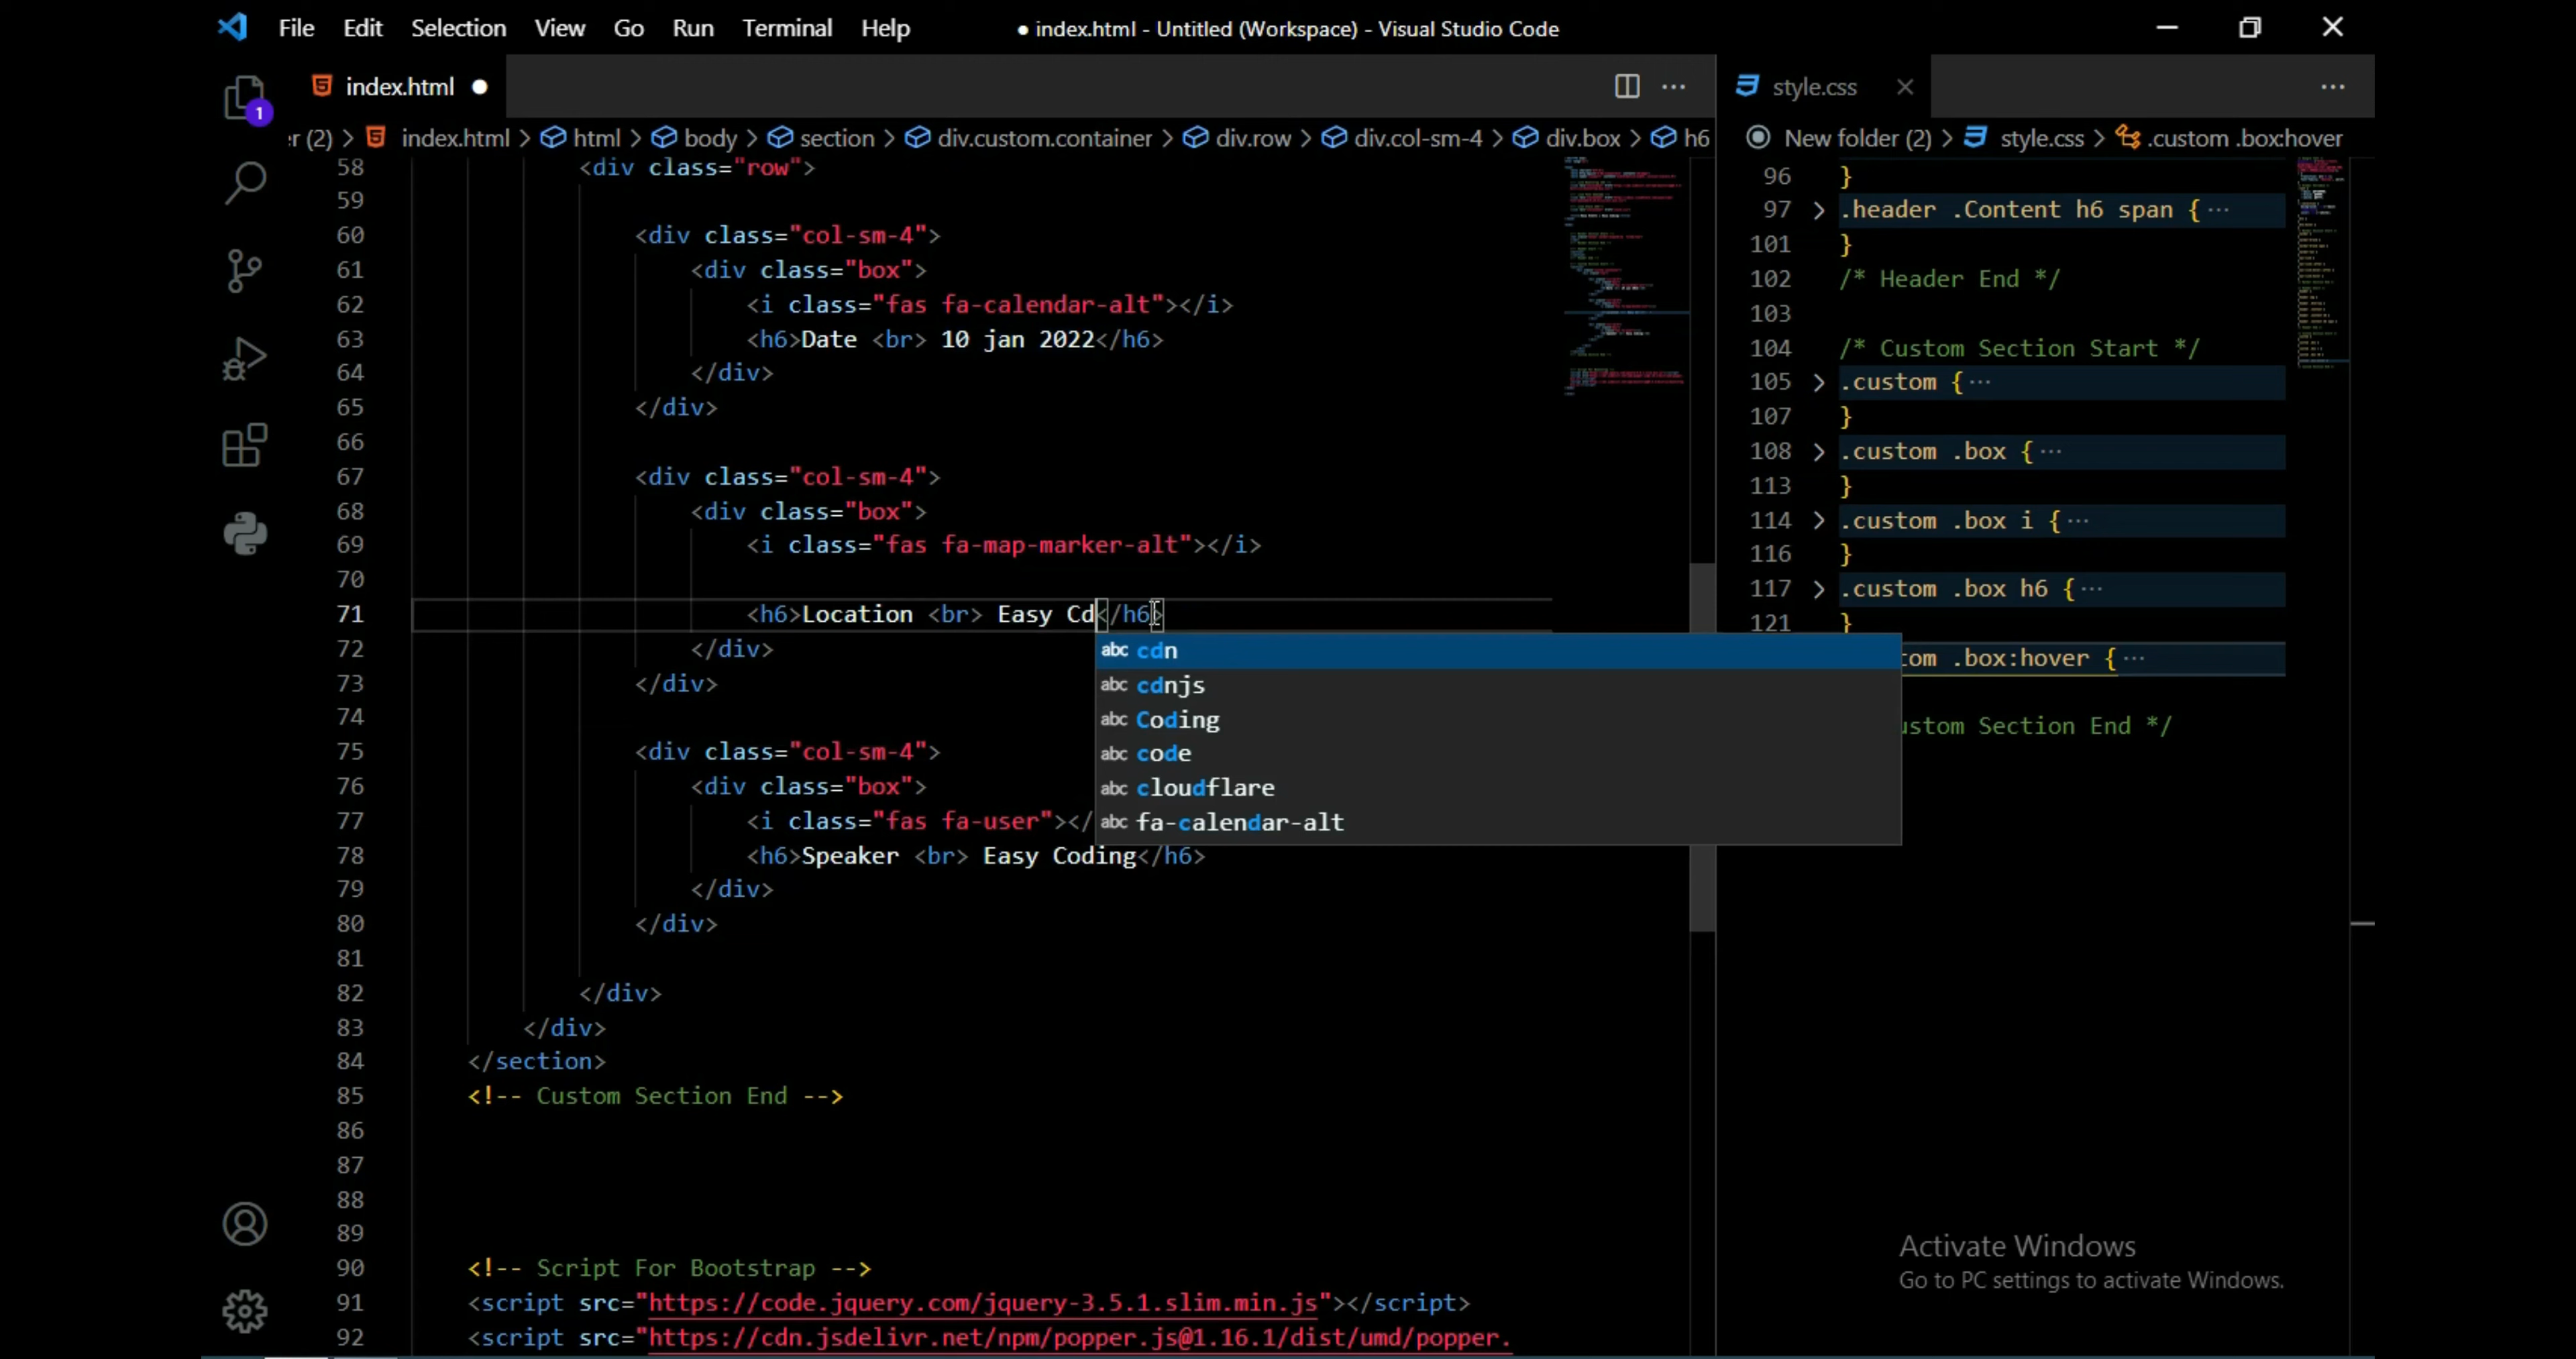 File Edit Selection View Go Run Terminal Help ● index.html - Untitled (Workspace) - Visual Studio Code
index.html ●
er (2) > index.html > html > body > section > div.custom.container > div.row > div.col-sm-4 > div.box > h6
58 <div class="row">
59
60 <div class="col-sm-4">
61 <div class="box">
62 <i class="fas fa-calendar-alt"></i>
63 <h6>Date <br> 10 jan 2022</h6>
64 </div>
65 </div>
66
67 <div class="col-sm-4">
68 <div class="box">
69 <i class="fas fa-map-marker-alt"></i>
70
71 <h6>Location <br> Easy Cd</h6>
72 </div>
73 </div>
74
75 <div class="col-sm-4">
76 <div class="box">
77 <i class="fas fa-user"></
78 <h6>Speaker <br> Easy Coding</h6>
79 </div>
80 </div>
81
82 </div>
83 </div>
84 </section>
85 <!-- Custom Section End -->
86
87
88
89
90 <!-- Script For Bootstrap -->
91 <script src="https://code.jquery.com/jquery-3.5.1.slim.min.js"></script>
92 <script src="https://cdn.jsdelivr.net/npm/popper.js@1.16.1/dist/umd/popper.
abc cdn
abc cdnjs
abc Coding
abc code
abc cloudflare
abc fa-calendar-alt
1
style.css
New folder (2) > style.css > .custom .box:hover
96 }
97 > .header .Content h6 span { ···
101 }
102 /* Header End */
103
104 /* Custom Section Start */
105 > .custom { ···
107 }
108 > .custom .box { ···
113 }
114 > .custom .box i { ···
116 }
117 > .custom .box h6 { ···
121 }
tom .box:hover { ···
ustom Section End */
Activate Windows
Go to PC settings to activate Windows.